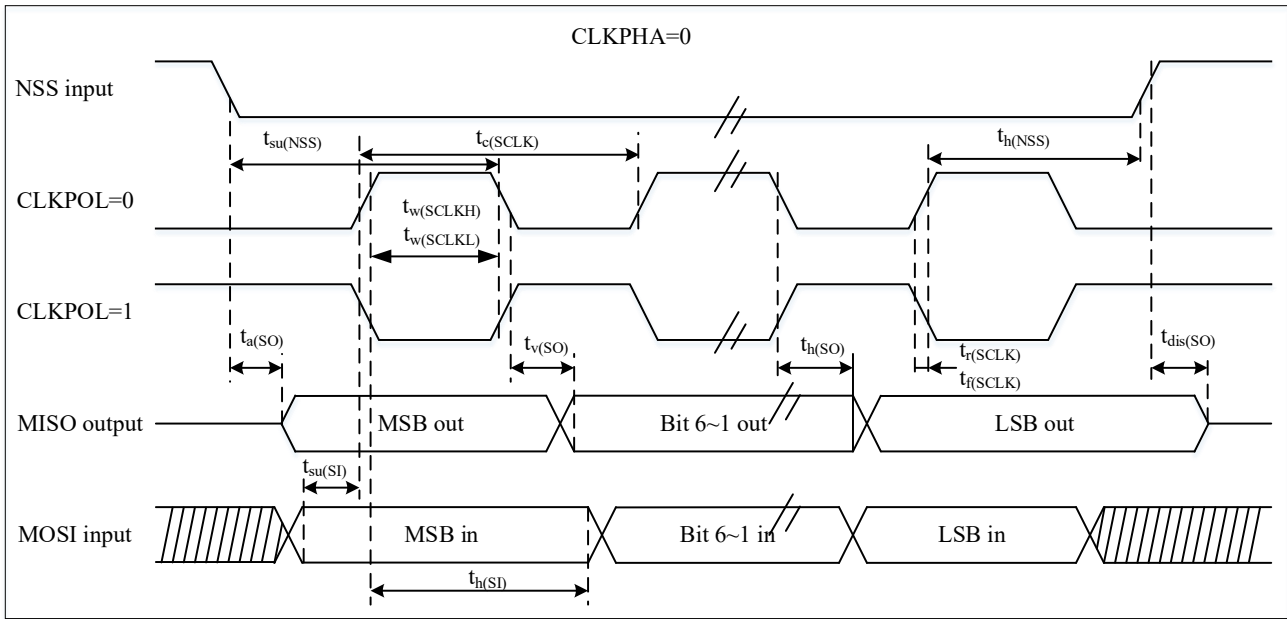 CLKPHA=0
NSS input
tsu(NSS)
tc(SCLK)
th(NSS)
CLKPOL=0
tw(SCLKH)
tw(SCLKL)
CLKPOL=1
ta(SO)
tv(SO)
th(SO)
tr(SCLK)
tf(SCLK)
tdis(SO)
MISO output
MSB out
Bit 6~1 out
LSB out
tsu(SI)
MOSI input
MSB in
Bit 6~1 in
LSB in
th(SI)